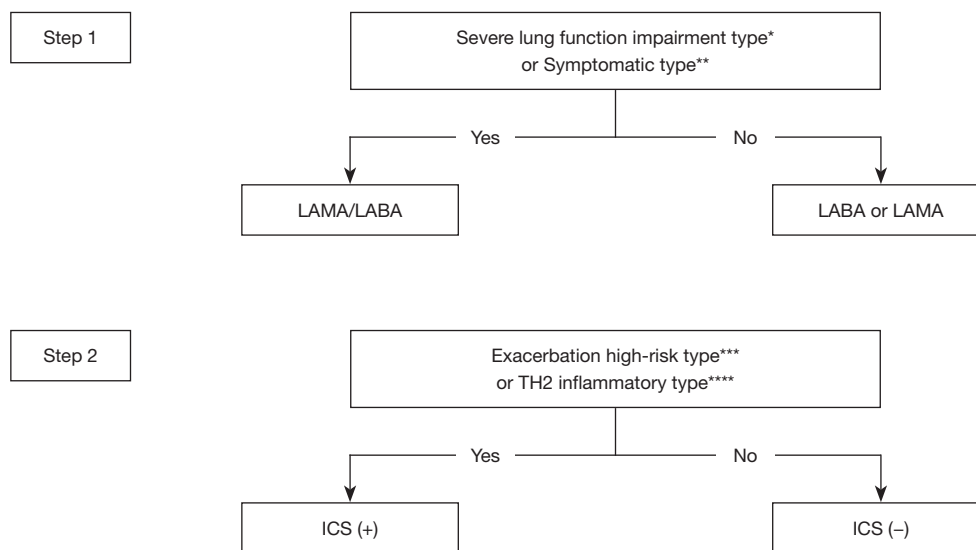 Step 1
Severe lung function impairment type*
or Symptomatic type**
Yes
No
LAMA/LABA
LABA or LAMA
Step 2
Exacerbation high-risk type***
or TH2 inflammatory type****
Yes
No
ICS (+)
ICS (–)